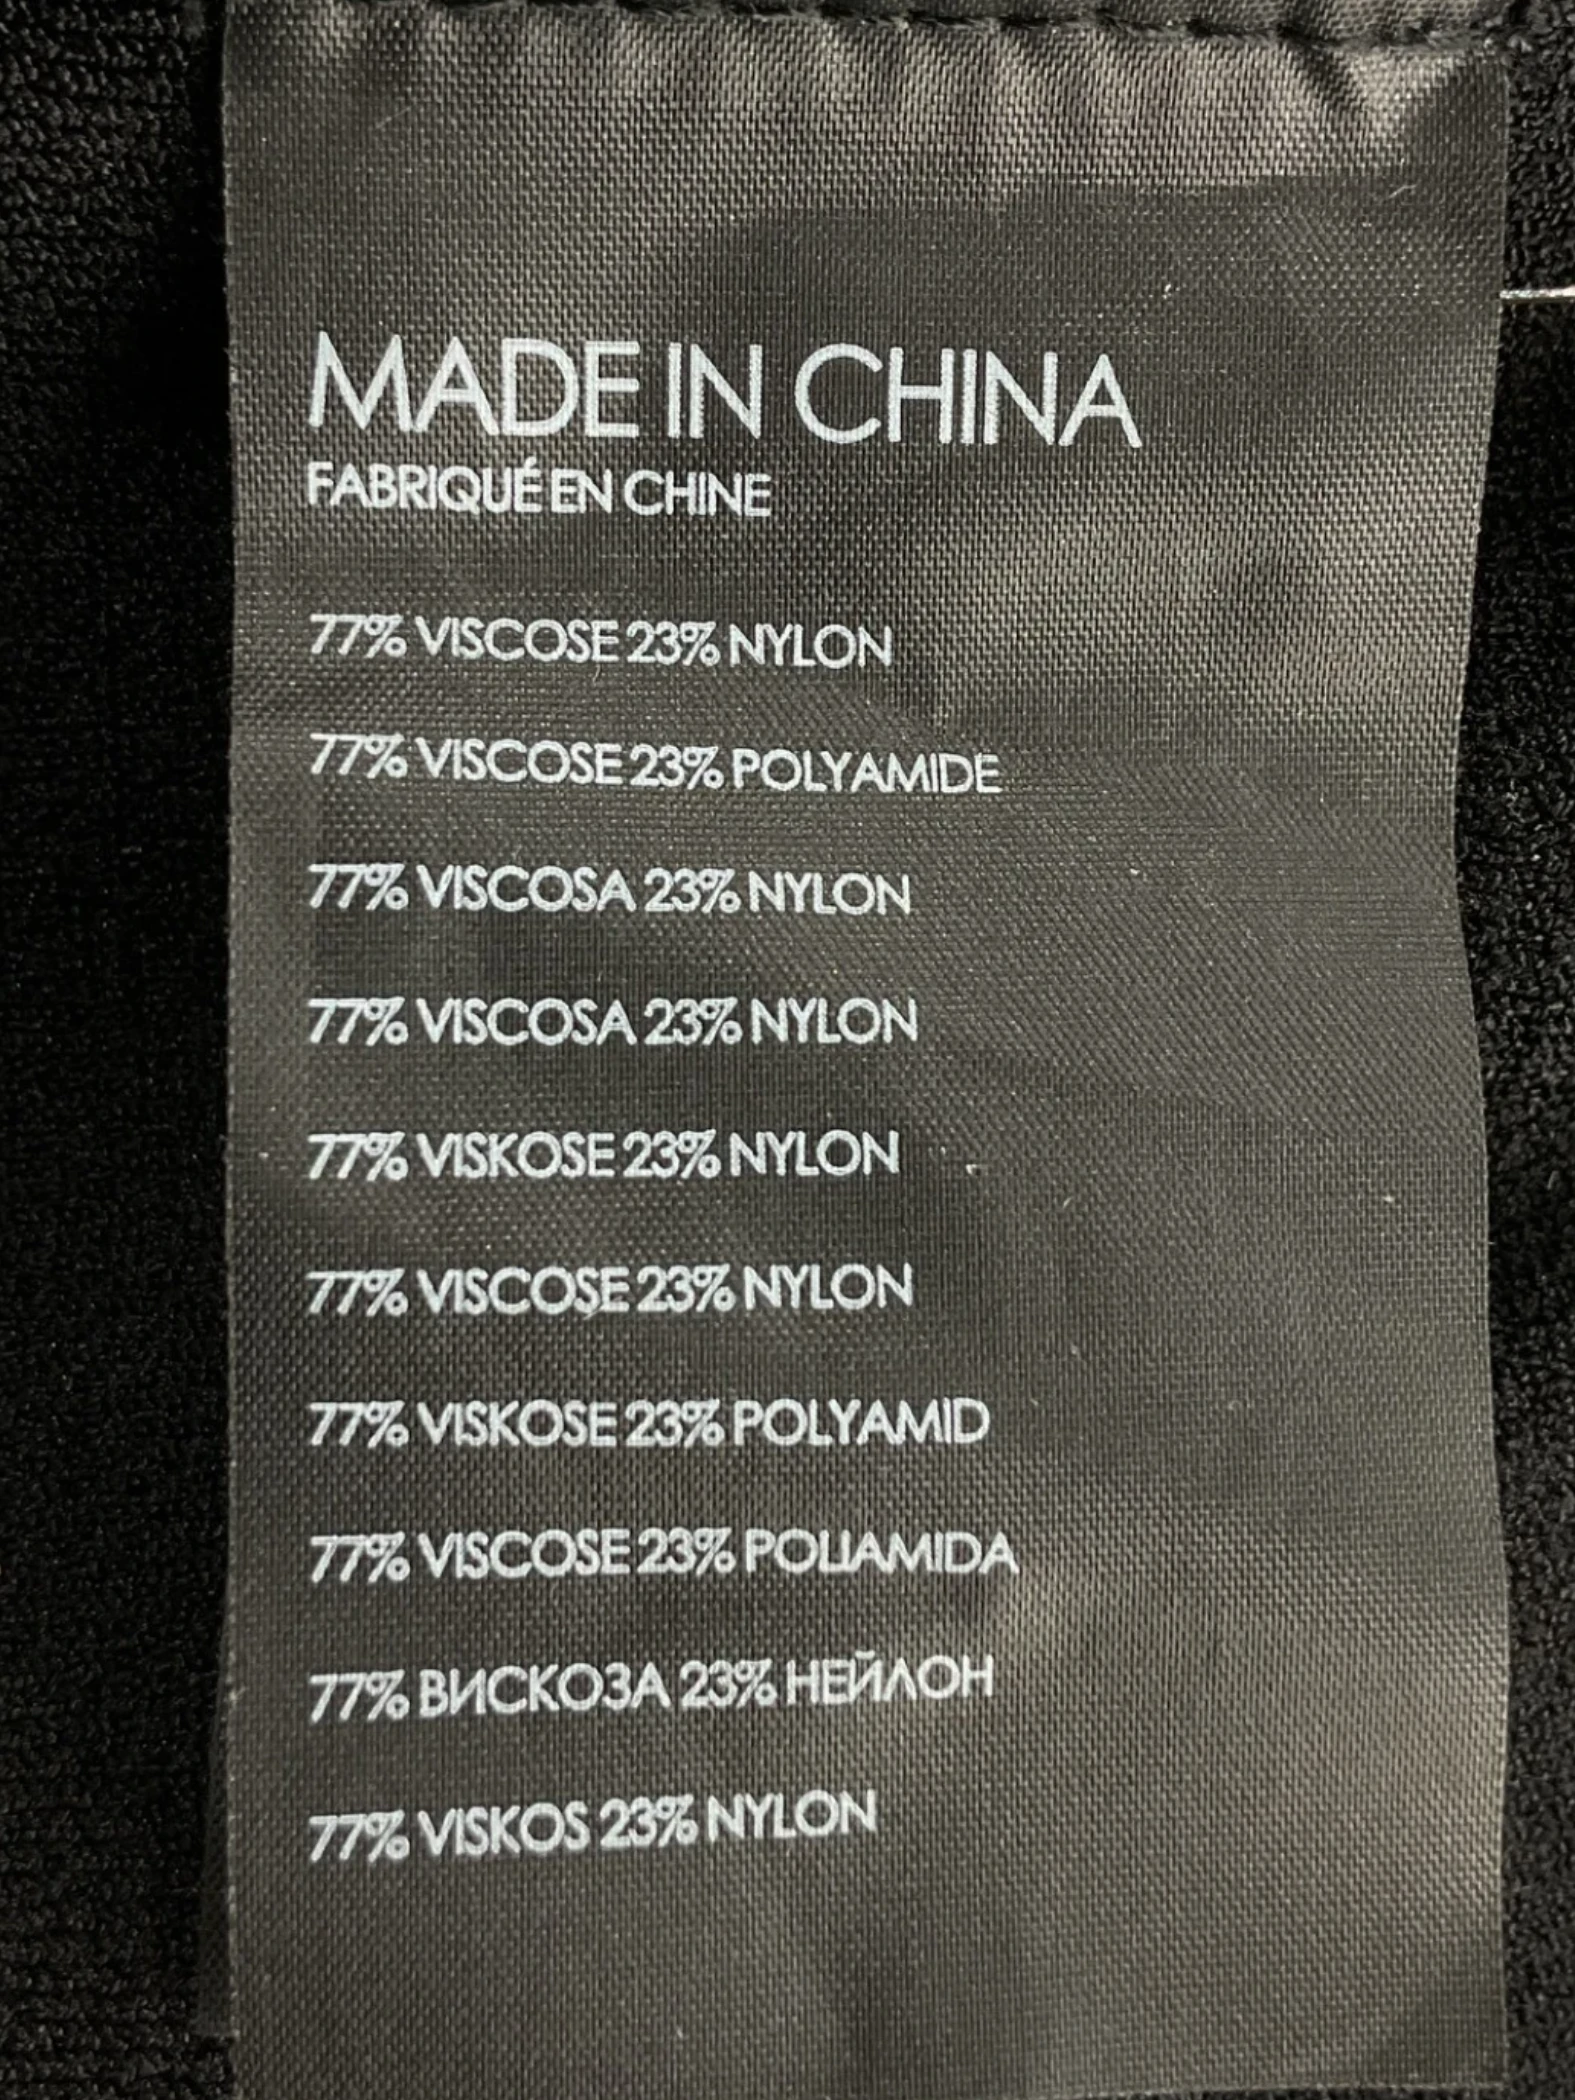 MADE IN CHINA
FABRIQUÉ EN CHINE
77% VISCOSE 23% NYLON
77% VISCOSE 23% POLYAMIDE
77% VISCOSA 23% NYLON
77% VISCOSA 23% NYLON
77% VISKOSE 23% NYLON
77% VISCOSE 23% NYLON
77% VISKOSE 23% POLYAMID
77% VISCOSE 23% POLIAMIDA
77% ВИСКОЗА 23% НЕЙЛОН
77% VISKOS 23% NYLON